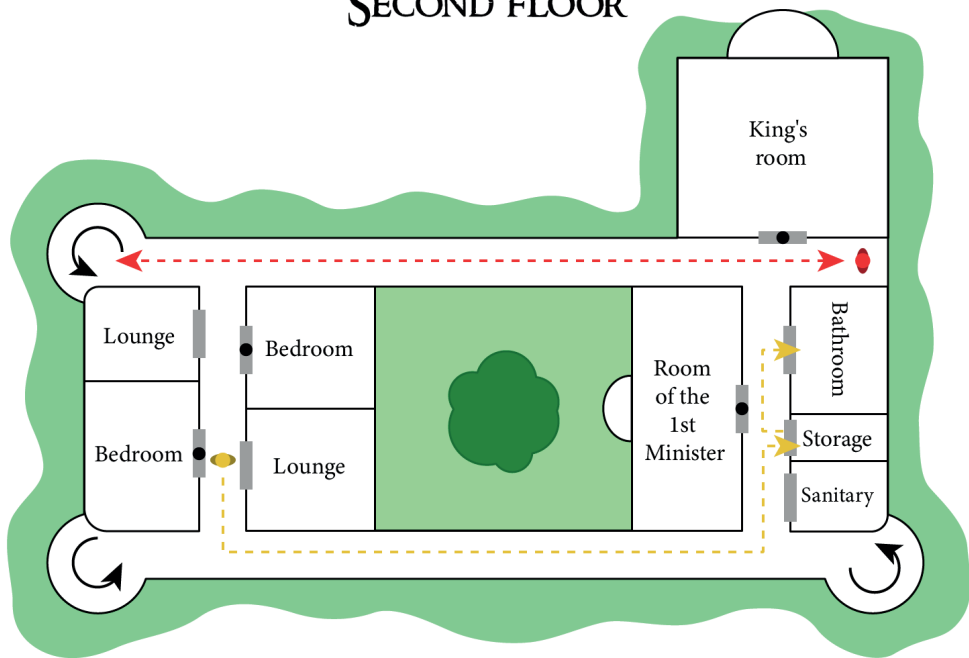 SECOND FLOOR
King's
room
Lounge
Bedroom
Bathroom
Room
of the
1st
Minister
Bedroom
Lounge
Storage
Sanitary